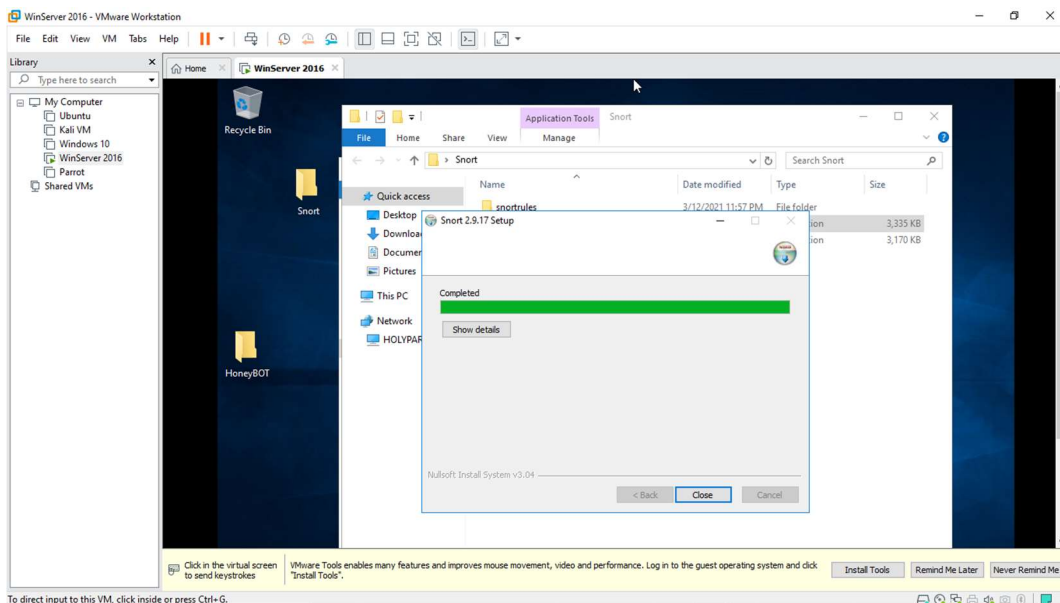 WinServer 2016 - VMware Workstation
File Edit View VM Tabs Help
Library
Type here to search
My Computer
Ubuntu
Kali VM
Windows 10
WinServer 2016
Parrot
Shared VMs
Home
WinServer 2016
Recycle Bin
Snort
HoneyBOT
Application Tools Snort
File Home Share View Manage
Snort
Search Snort
Name Date modified Type Size
Quick access
Desktop
Documer
Pictures
This PC
Network
HOLYPAR
snortrules 3/12/2021 11:57 PM File folder
ion 3,335 KB
ion 3,170 KB
Snort 2.9.17 Setup
Completed
Show details
Nullsoft Install System v3.04
< Back Close Cancel
Click in the virtual screen
to send keystrokes
VMware Tools enables many features and improves mouse movement, video and performance. Log in to the guest operating system and click
"Install Tools".
Install Tools Remind Me Later Never Remind Me
To direct input to this VM, click inside or press Ctrl+G.